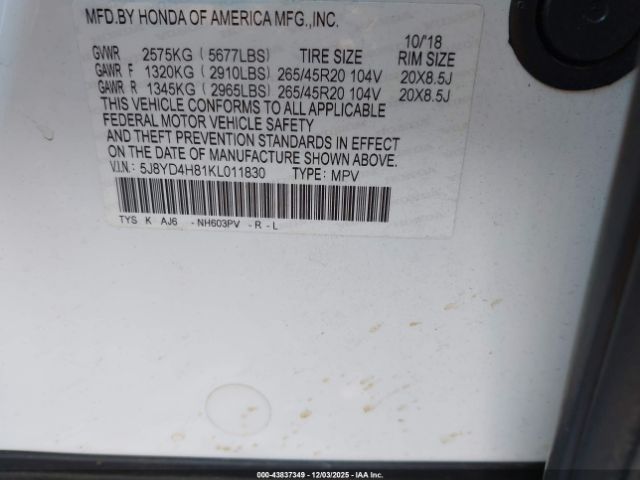 MFD.BY HONDA OF AMERICA MFG.,INC.
10/'18
GVWR 2575KG (5677LBS) TIRE SIZE RIM SIZE
GAWR F 1320KG (2910LBS) 265/45R20 104V 20X8.5J
GAWR R 1345KG (2965LBS) 265/45R20 104V 20X8.5J
THIS VEHICLE CONFORMS TO ALL APPLICABLE
FEDERAL MOTOR VEHICLE SAFETY
AND THEFT PREVENTION STANDARDS IN EFFECT
ON THE DATE OF MANUFACTURE SHOWN ABOVE.
V.I.N: 5J8YD4H81KL011830 TYPE: MPV
TYS K AJ6 -NH603PV -R-L
000-43837349 - 12/03/2025 - IAA Inc.